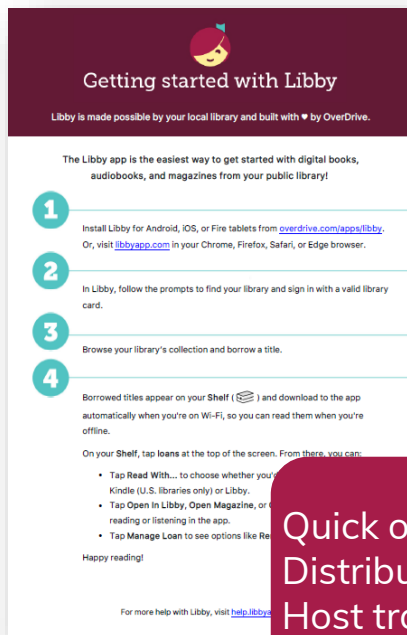 Getting started with Libby
Libby is made possible by your local library and built with ♥ by OverDrive.
The Libby app is the easiest way to get started with digital books,
audiobooks, and magazines from your public library!
1
Install Libby for Android, iOS, or Fire tablets from overdrive.com/apps/libby.
Or, visit libbyapp.com in your Chrome, Firefox, Safari, or Edge browser.
2
In Libby, follow the prompts to find your library and sign in with a valid library
card.
3
Browse your library's collection and borrow a title.
4
Borrowed titles appear on your Shelf ( ) and download to the app
automatically when you're on Wi-Fi, so you can read them when you're
offline.
On your Shelf, tap loans at the top of the screen. From there, you can:
• Tap Read With... to choose whether
Kindle (U.S. libraries only) or Libby.
• Tap Open In Libby, Open Magazine, or
reading or listening in the app.
• Tap Manage Loan to see options like
Happy reading!
For more help with Libby, visit
Quick
Host